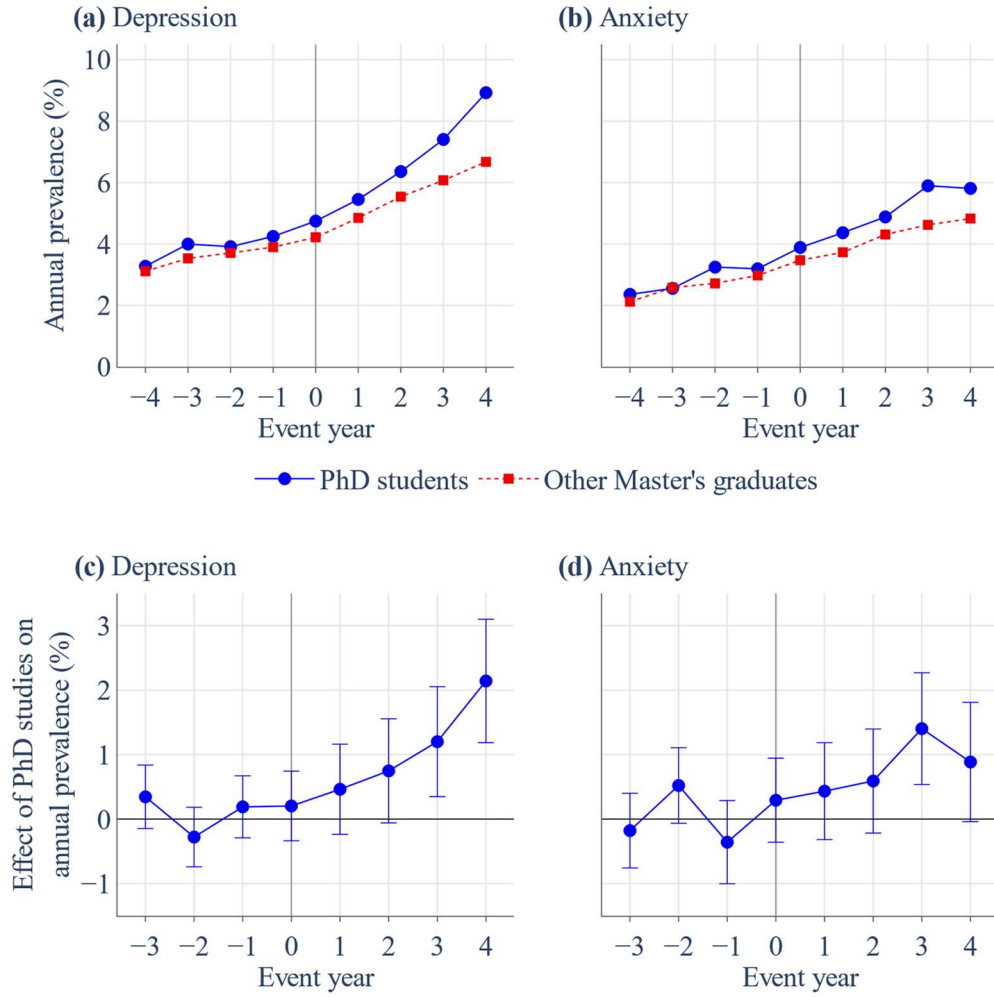 (a) Depression
(b) Anxiety
Annual prevalence (%)
10
8
6
4
2
0
−4 −3 −2 −1 0 1 2 3 4
−4 −3 −2 −1 0 1 2 3 4
Event year
Event year
PhD students
Other Master's graduates
(c) Depression
(d) Anxiety
Effect of PhD studies on
annual prevalence (%)
3
2
1
0
−1
−3 −2 −1 0 1 2 3 4
−3 −2 −1 0 1 2 3 4
Event year
Event year